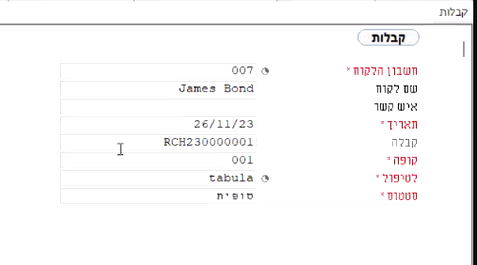 קבלות
קבלות
חשבון הלקוח * 007
שם לקוח James Bond
איש קשר
תאריך * 26/11/23
קבלה RCH230000001
קופה * 001
לטיפול * tabula
סטטוס * סופית